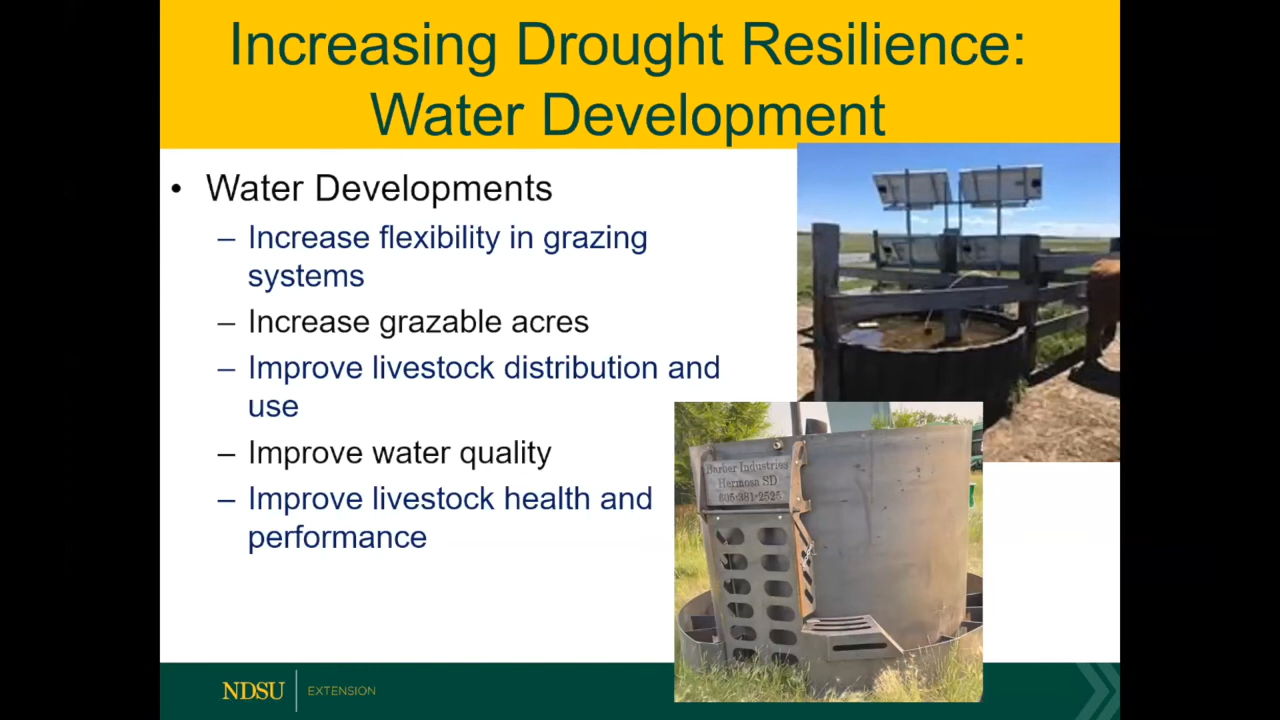 Increasing Drought Resilience:
Water Development
• Water Developments
– Increase flexibility in grazing
systems
– Increase grazable acres
– Improve livestock distribution and
use
– Improve water quality
– Improve livestock health and
performance
Barber Industries
Hermosa SD
605-381-2525
NDSU EXTENSION